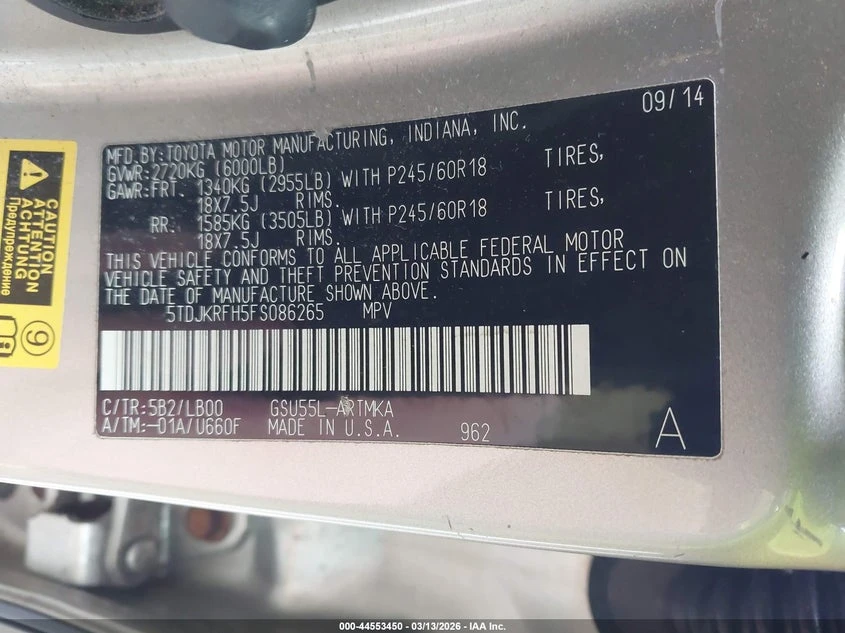 09/14
MFD.BY:TOYOTA MOTOR MANUFACTURING, INDIANA, INC.
GVWR:2720KG (6000LB)
GAWR:FRT. 1340KG (2955LB) WITH P245/60R18 TIRES,
18X7.5J RIMS.
RR. 1585KG (3505LB) WITH P245/60R18 TIRES,
18X7.5J RIMS.
THIS VEHICLE CONFORMS TO ALL APPLICABLE FEDERAL MOTOR
VEHICLE SAFETY AND THEFT PREVENTION STANDARDS IN EFFECT ON
THE DATE OF MANUFACTURE SHOWN ABOVE.
5TDJKRFH5FS086265 MPV
C/TR:5B2/LB00 GSU55L-ARTMKA
A/TM:-01A/U660F MADE IN U.S.A. 962 A
CAUTION
ATTENTION
ACHTUNG
Предупреждение
9
000-44553450 - 03/13/2026 - IAA Inc.